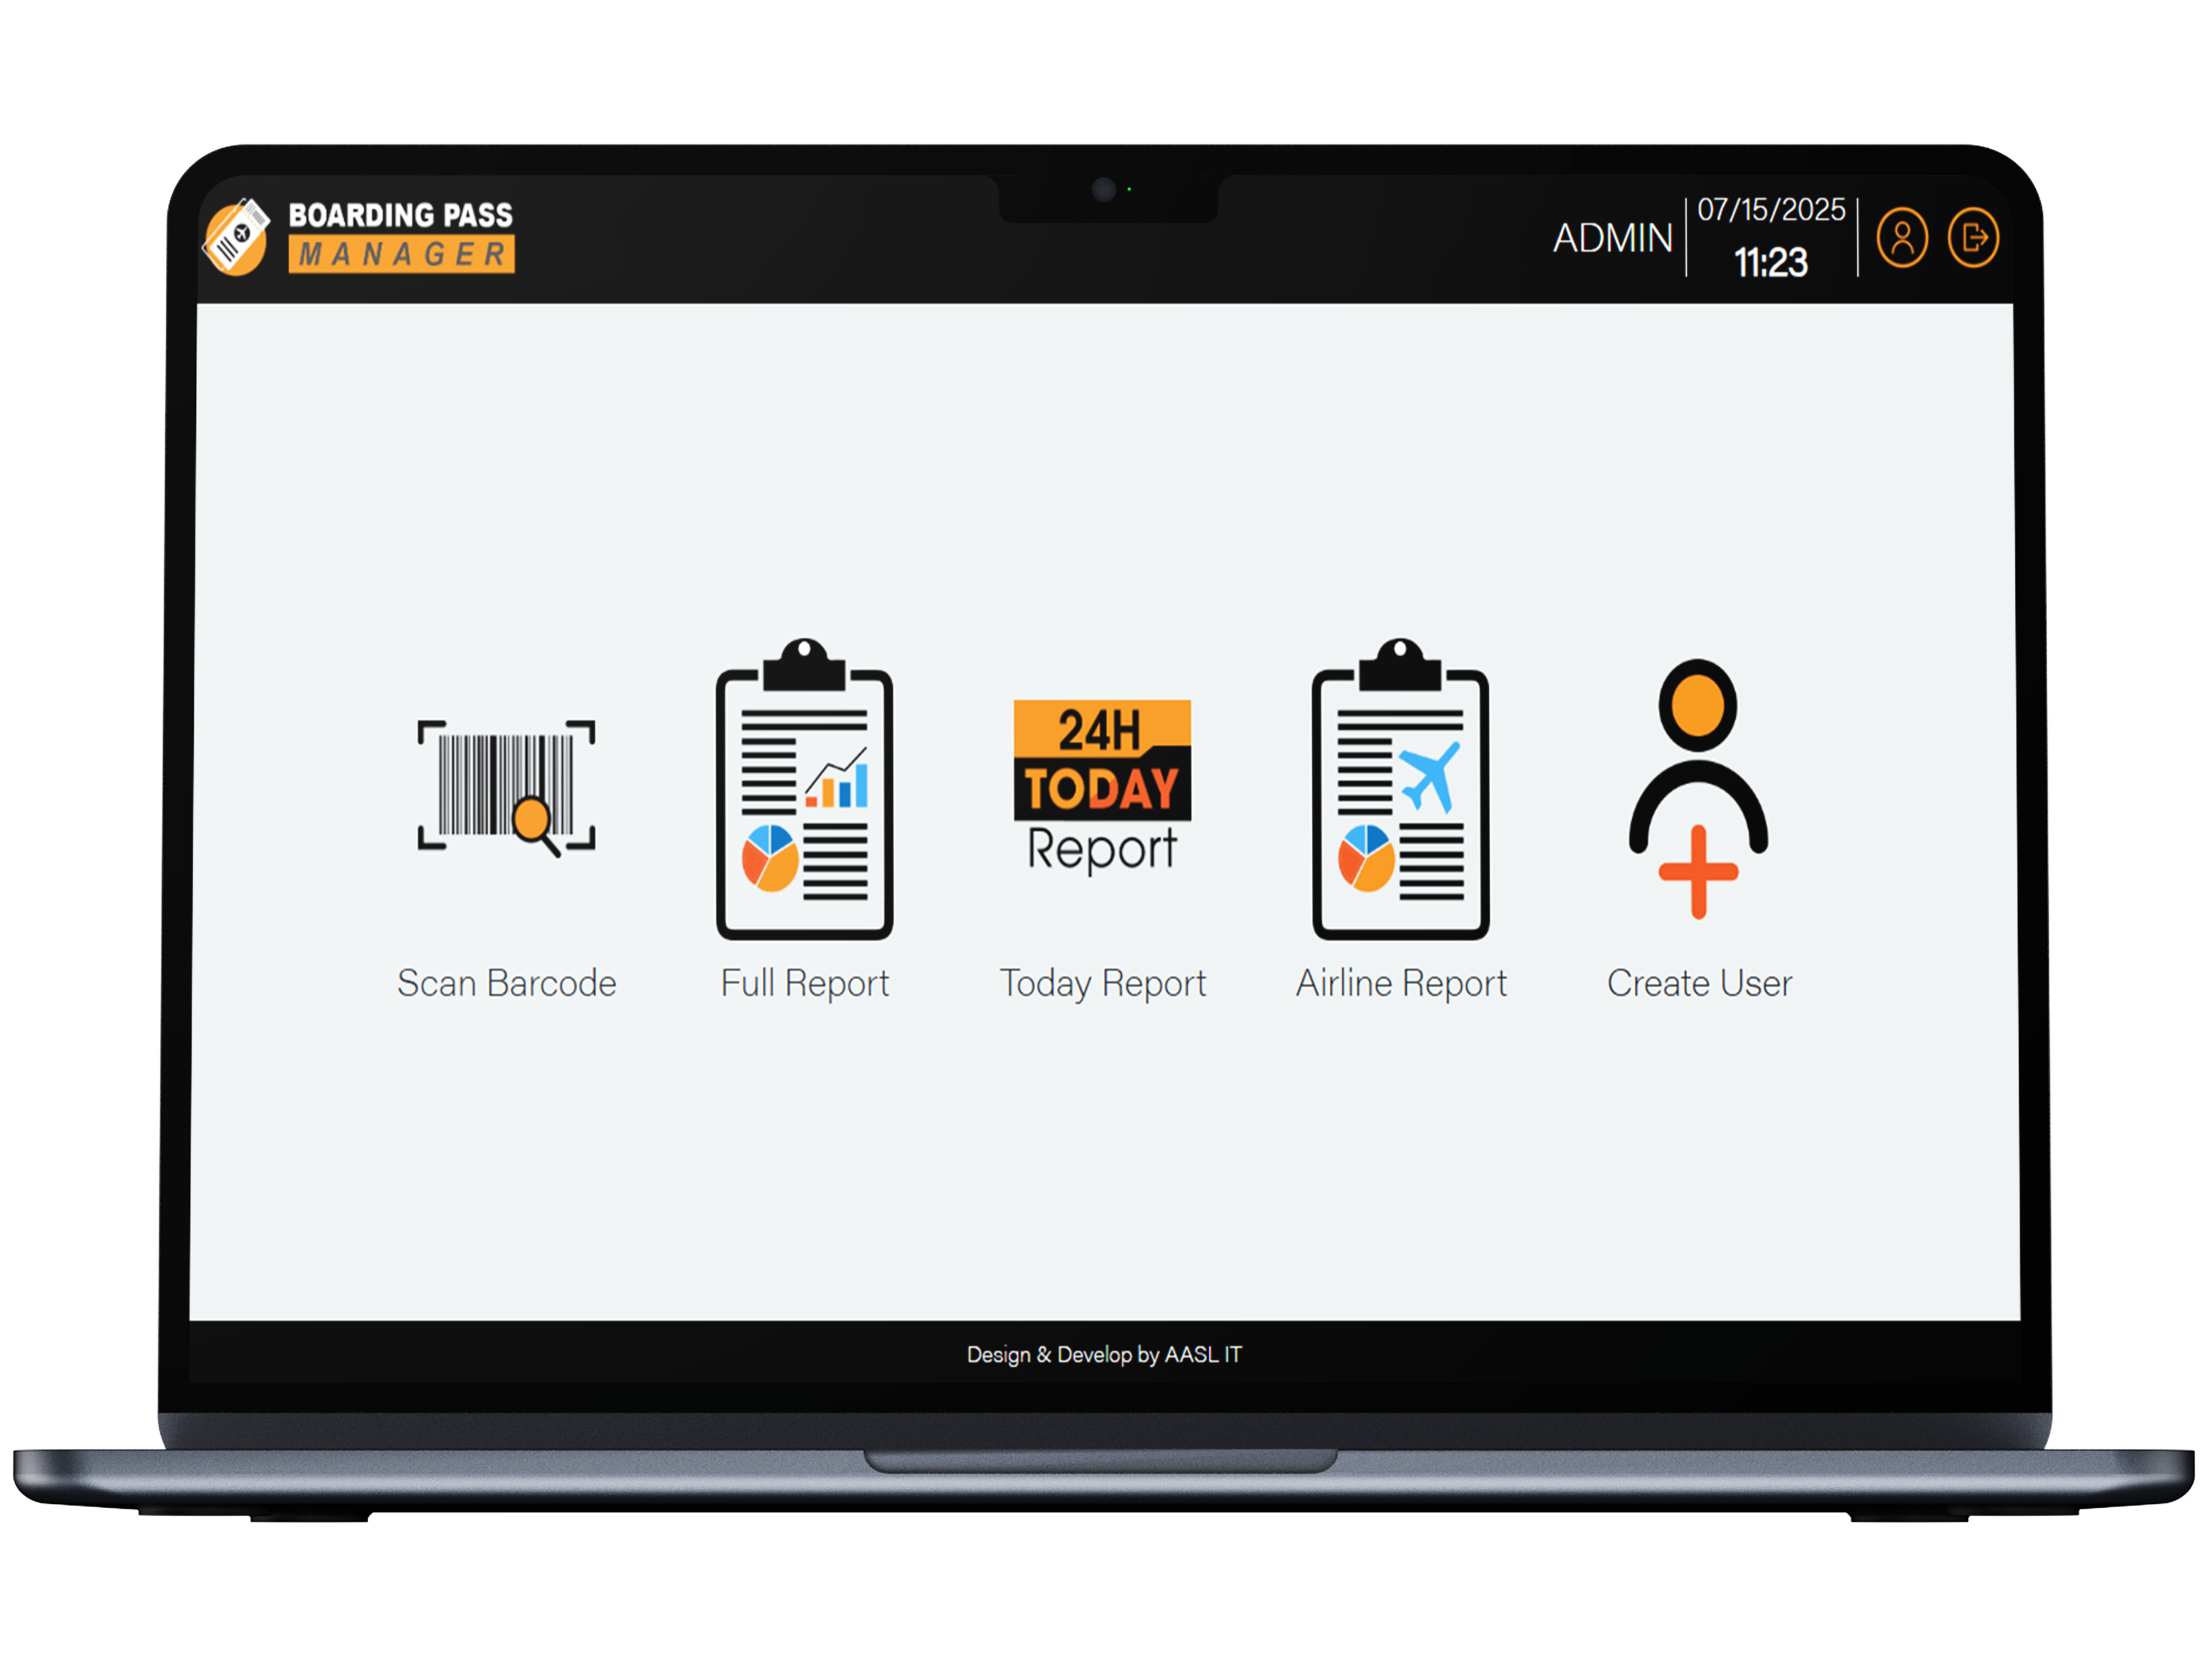 BOARDING PASS
MANAGER
ADMIN
07/15/2025
11:23
24H
TODAY
Report
Scan Barcode
Full Report
Today Report
Airline Report
Create User
Design & Develop by AASL IT